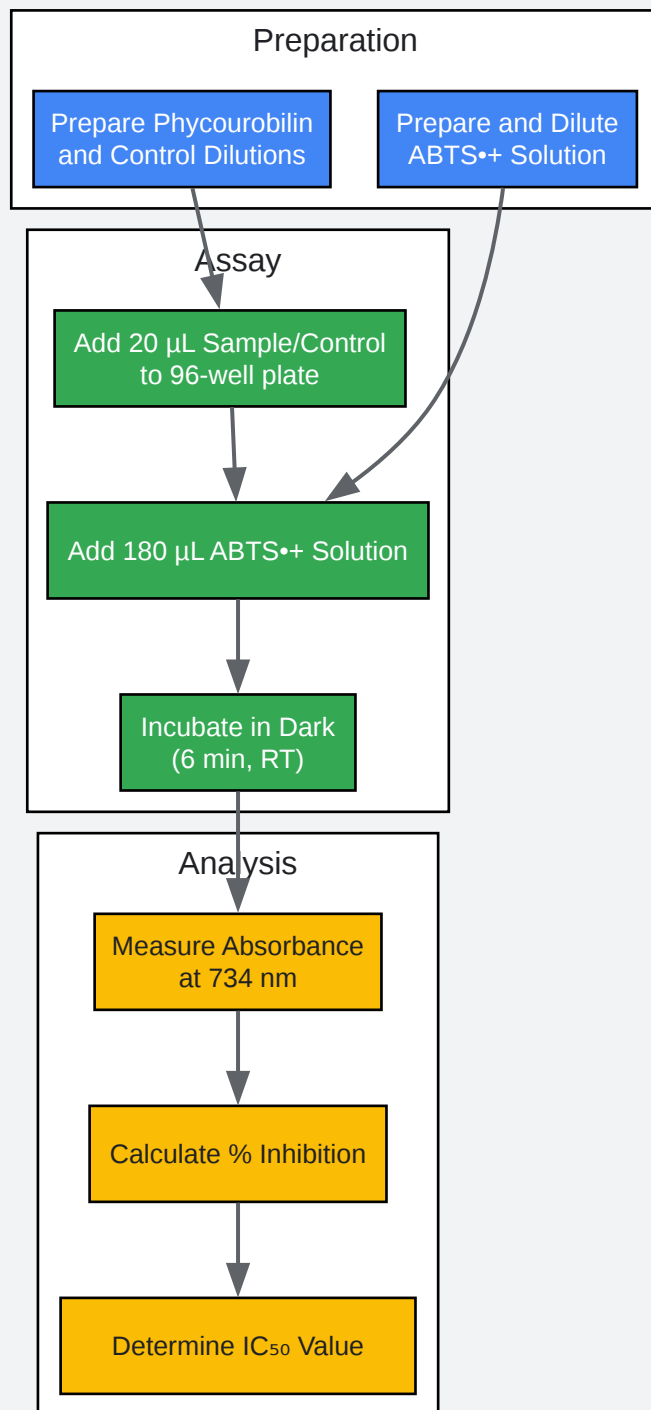 Preparation
Prepare Phycourobilin
and Control Dilutions
Prepare and Dilute
ABTS•+ Solution
Assay
Add 20 µL Sample/Control
to 96-well plate
Add 180 µL ABTS•+ Solution
Incubate in Dark
(6 min, RT)
Analysis
Measure Absorbance
at 734 nm
Calculate % Inhibition
Determine IC₅₀ Value